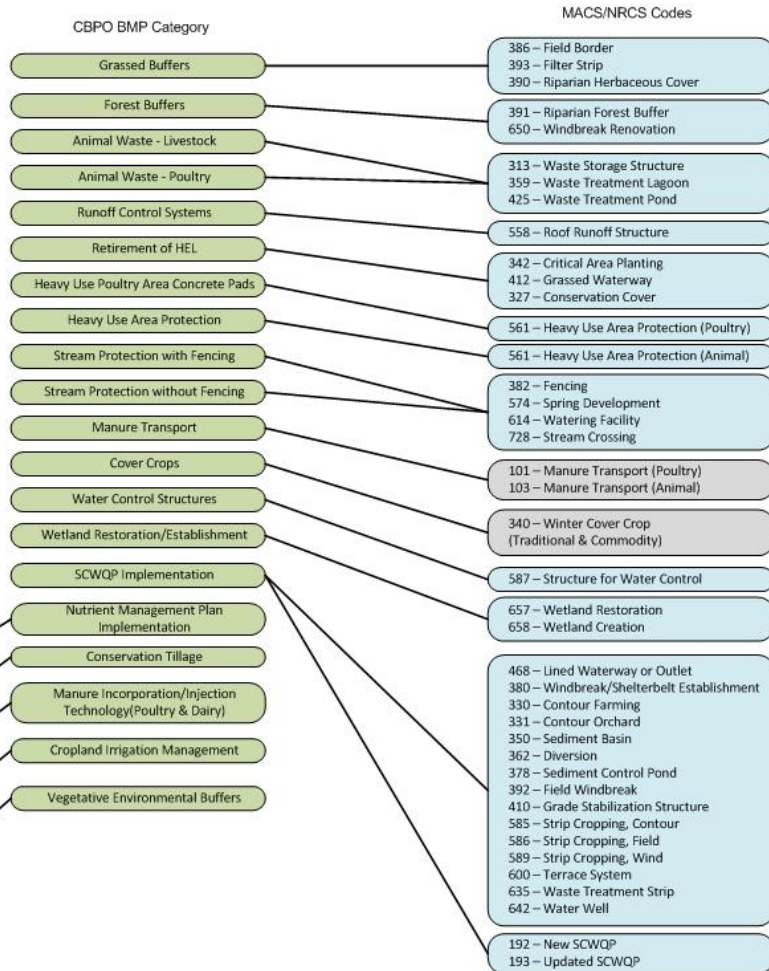 CBPO BMP Category
Grassed Buffers
Forest Buffers
Animal Waste - Livestock
Animal Waste - Poultry
Runoff Control Systems
Retirement of HEL
Heavy Use Poultry Area Concrete Pads
Heavy Use Area Protection
Stream Protection with Fencing
Stream Protection without Fencing
Manure Transport
Cover Crops
Water Control Structures
Wetland Restoration/Establishment
SCWQP Implementation
Nutrient Management Plan
Implementation
Conservation Tillage
Manure Incorporation/Injection
Technology(Poultry & Dairy)
Cropland Irrigation Management
Vegetative Environmental Buffers
MACS/NRCS Codes
386 – Field Border
393 – Filter Strip
390 – Riparian Herbaceous Cover
391 – Riparian Forest Buffer
650 – Windbreak Renovation
313 – Waste Storage Structure
359 – Waste Treatment Lagoon
425 – Waste Treatment Pond
558 – Roof Runoff Structure
342 – Critical Area Planting
412 – Grassed Waterway
327 – Conservation Cover
561 – Heavy Use Area Protection (Poultry)
561 – Heavy Use Area Protection (Animal)
382 – Fencing
574 – Spring Development
614 – Watering Facility
728 – Stream Crossing
101 – Manure Transport (Poultry)
103 – Manure Transport (Animal)
340 – Winter Cover Crop
(Traditional & Commodity)
587 – Structure for Water Control
657 – Wetland Restoration
658 – Wetland Creation
468 – Lined Waterway or Outlet
380 – Windbreak/Shelterbelt Establishment
330 – Contour Farming
331 – Contour Orchard
350 – Sediment Basin
362 – Diversion
378 – Sediment Control Pond
392 – Field Windbreak
410 – Grade Stabilization Structure
585 – Strip Cropping, Contour
586 – Strip Cropping, Field
589 – Strip Cropping, Wind
600 – Terrace System
635 – Waste Treatment Strip
642 – Water Well
192 – New SCWQP
193 – Updated SCWQP